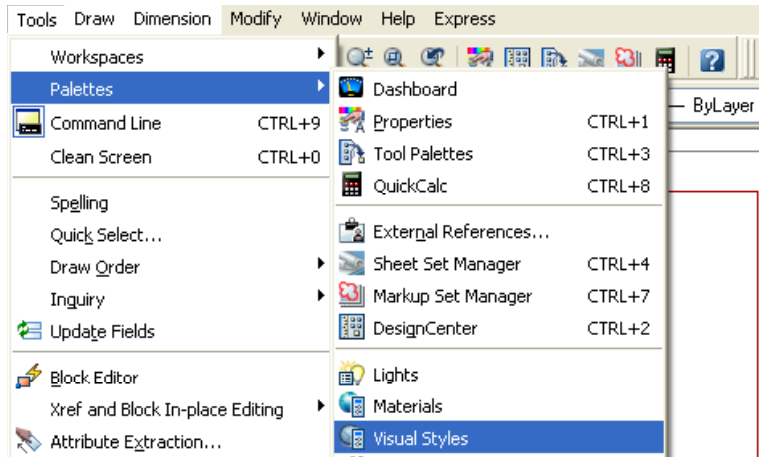 Tools Draw Dimension Modify Window Help Express
Workspaces
Palettes
Command Line CTRL+9
Clean Screen CTRL+0
Spelling
Quick Select...
Draw Order
Inquiry
Update Fields
Block Editor
Xref and Block In-place Editing
Attribute Extraction...
Dashboard
Properties CTRL+1
Tool Palettes CTRL+3
QuickCalc CTRL+8
External References...
Sheet Set Manager CTRL+4
Markup Set Manager CTRL+7
DesignCenter CTRL+2
Lights
Materials
Visual Styles
ByLayer